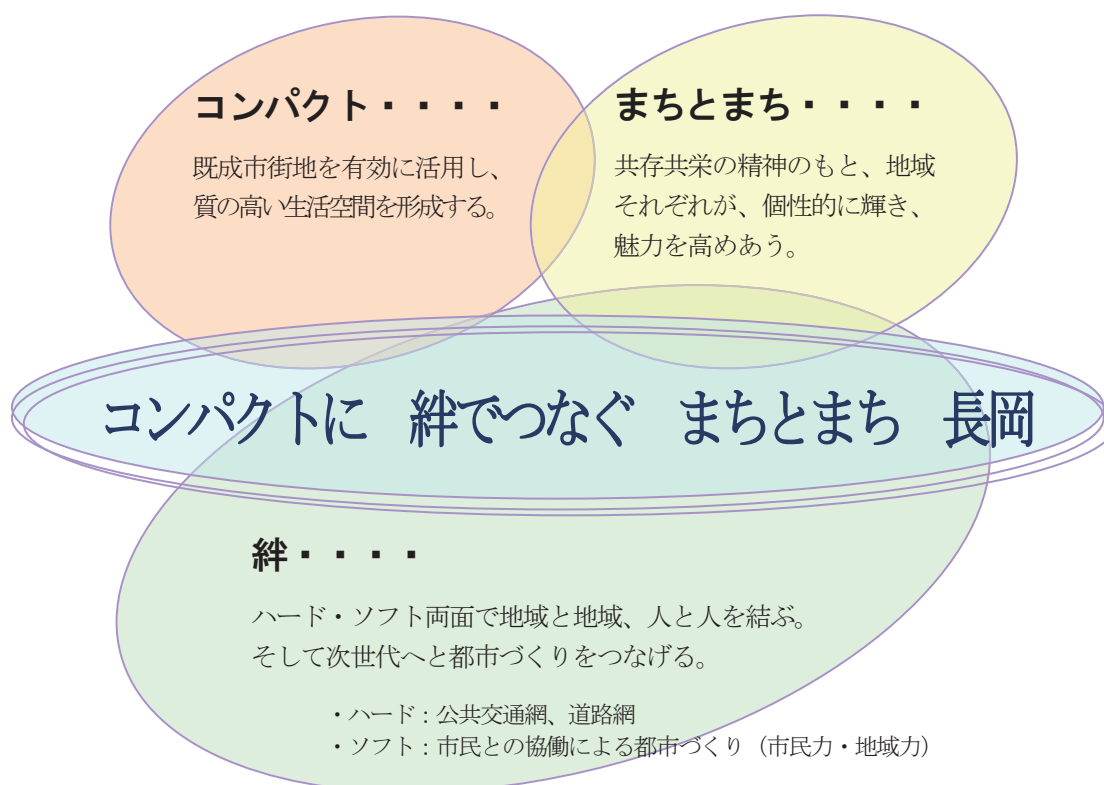 コンパクト・・・・
既成市街地を有効に活用し、
質の高い生活空間を形成する。
まちとまち・・・・
共存共栄の精神のもと、地域
それぞれが、個性的に輝き、
魅力を高めあう。
コンパクトに 絆でつなぐ まちとまち 長岡
絆・・・・
ハード・ソフト両面で地域と地域、人と人を結ぶ。
そして次世代へと都市づくりをつなげる。
・ハード：公共交通網、道路網
・ソフト：市民との協働による都市づくり（市民力・地域力）